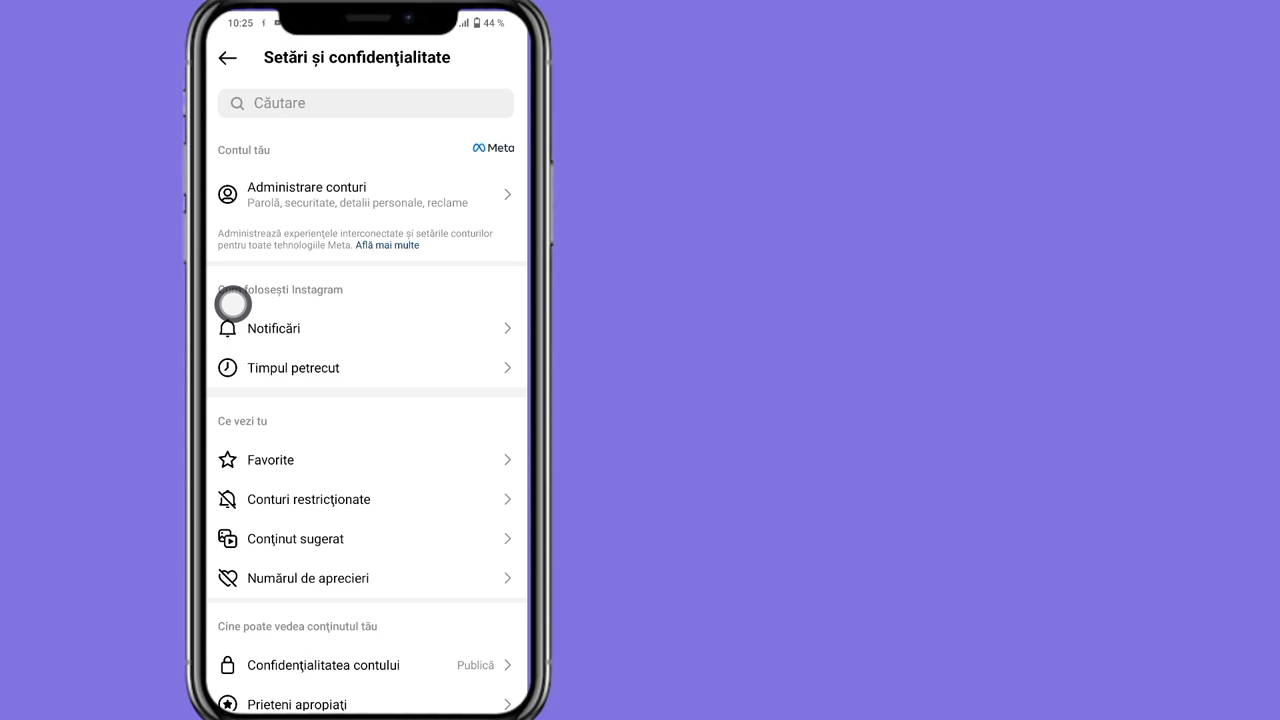 10:25
44 %
Setări și confidențialitate
Căutare
Contul tău
Meta
Administrare conturi
Parolă, securitate, detalii personale, reclame
Administrează experiențele interconectate și setările conturilor
pentru toate tehnologiile Meta. Află mai multe
folosești Instagram
Notificări
Timpul petrecut
Ce vezi tu
Favorite
Conturi restricționate
Conținut sugerat
Numărul de aprecieri
Cine poate vedea conținutul tău
Confidențialitatea contului
Publică
Prieteni apropiați